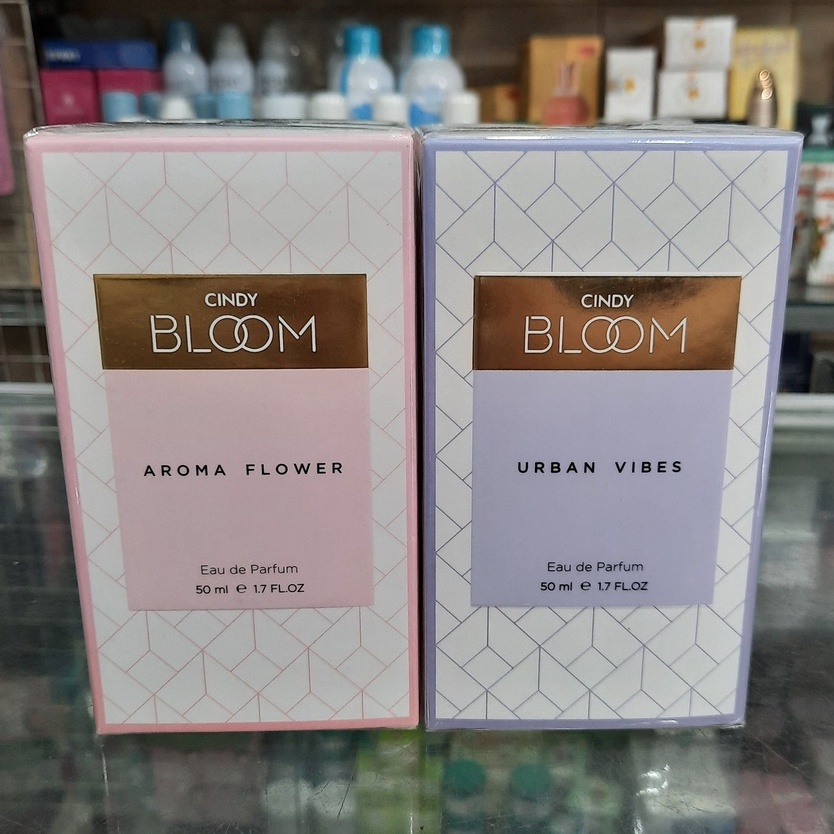 CINDY
BLOOM
AROMA FLOWER
Eau de Parfum
50 ml ℮ 1.7 FL.OZ
CINDY
BLOOM
URBAN VIBES
Eau de Parfum
50 ml ℮ 1.7 FL.OZ